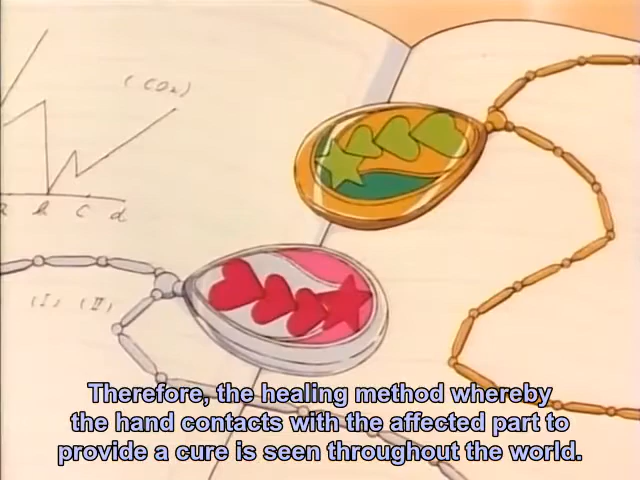 (CO₂)
a b c d
(I) (II)
Therefore, the healing method whereby
the hand contacts with the affected part to
provide a cure is seen throughout the world.